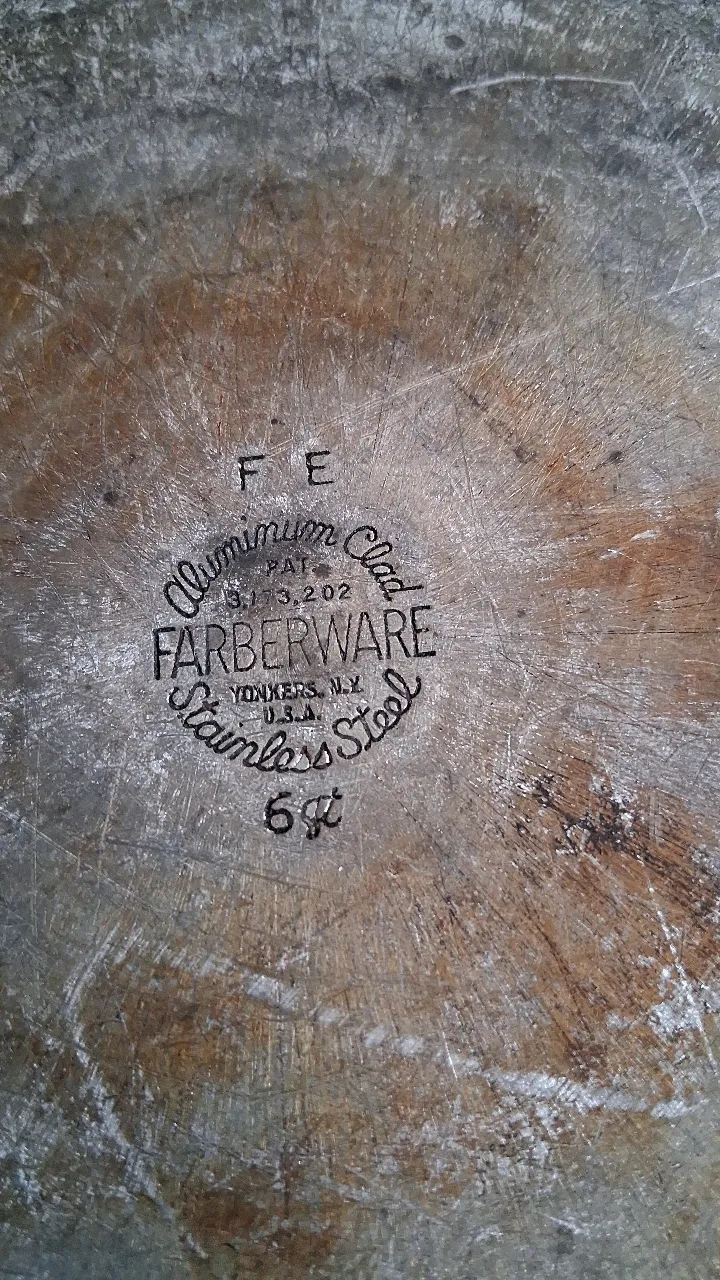 F E
Aluminum Clad
PAT.
3,173,202
FARBERWARE
YONKERS, N.Y.
U.S.A.
Stainless Steel
6 qt